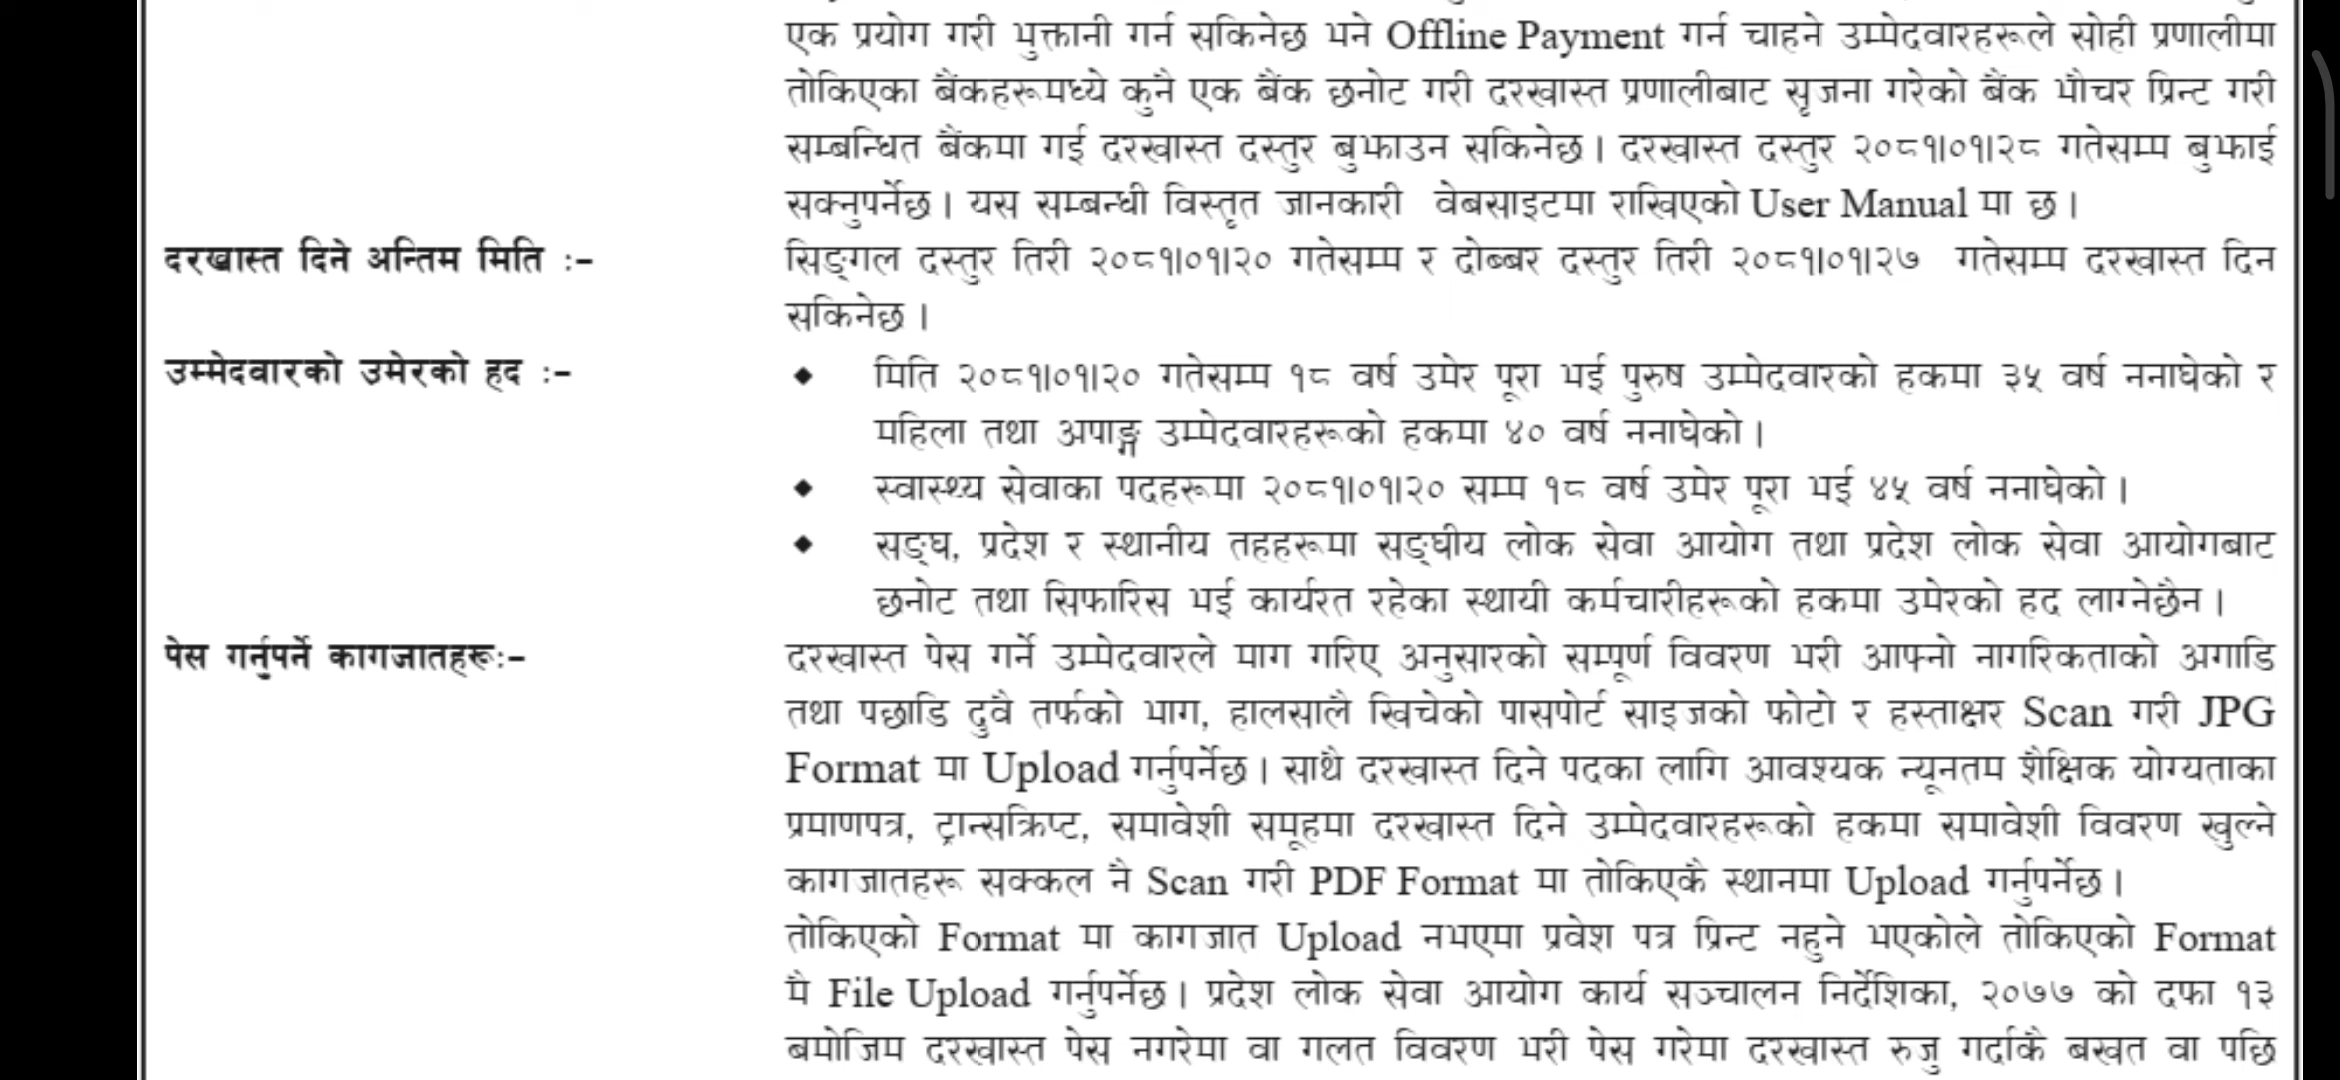 एक प्रयोग गरी भुक्तानी गर्न सकिनेछ भने Offline Payment गर्न चाहने उम्मेदवारहरूले सोही प्रणालीमा
तोकिएका बैंकहरूमध्ये कुनै एक बैंक छनोट गरी दरखास्त प्रणालीबाट सृजना गरेको बैंक भौचर प्रिन्ट गरी
सम्बन्धित बैंकमा गई दरखास्त दस्तुर बुझाउन सकिनेछ । दरखास्त दस्तुर २०८१।०१।२८ गतेसम्म बुझाई
सक्नुपर्नेछ । यस सम्बन्धी विस्तृत जानकारी वेबसाइटमा राखिएको User Manual मा छ ।
दरखास्त दिने अन्तिम मिति :– सिङ्गल दस्तुर तिरी २०८१।०१।२० गतेसम्म र दोब्बर दस्तुर तिरी २०८१।०१।२७ गतेसम्म दरखास्त दिन
सकिनेछ ।
उम्मेदवारको उमेरको हद :– ◆ मिति २०८१।०१।२० गतेसम्म १८ वर्ष उमेर पूरा भई पुरुष उम्मेदवारको हकमा ३५ वर्ष ननाघेको र
महिला तथा अपाङ्ग उम्मेदवारहरूको हकमा ४० वर्ष ननाघेको ।
◆ स्वास्थ्य सेवाका पदहरूमा २०८१।०१।२० सम्म १८ वर्ष उमेर पूरा भई ४५ वर्ष ननाघेको ।
◆ सङ्घ, प्रदेश र स्थानीय तहहरूमा सङ्घीय लोक सेवा आयोग तथा प्रदेश लोक सेवा आयोगबाट
छनोट तथा सिफारिस भई कार्यरत रहेका स्थायी कर्मचारीहरूको हकमा उमेरको हद लाग्नेछैन ।
पेस गर्नुपर्ने कागजातहरू:– दरखास्त पेस गर्ने उम्मेदवारले माग गरिए अनुसारको सम्पूर्ण विवरण भरी आफ्नो नागरिकताको अगाडि
तथा पछाडि दुवै तर्फको भाग, हालसालै खिचेको पासपोर्ट साइजको फोटो र हस्ताक्षर Scan गरी JPG
Format मा Upload गर्नुपर्नेछ । साथै दरखास्त दिने पदका लागि आवश्यक न्यूनतम शैक्षिक योग्यताका
प्रमाणपत्र, ट्रान्सक्रिप्ट, समावेशी समूहमा दरखास्त दिने उम्मेदवारहरूको हकमा समावेशी विवरण खुल्ने
कागजातहरू सक्कल नै Scan गरी PDF Format मा तोकिएकै स्थानमा Upload गर्नुपर्नेछ ।
तोकिएको Format मा कागजात Upload नभएमा प्रवेश पत्र प्रिन्ट नहुने भएकोले तोकिएको Format
मै File Upload गर्नुपर्नेछ । प्रदेश लोक सेवा आयोग कार्य सञ्चालन निर्देशिका, २०७७ को दफा १३
बमोजिम दरखास्त पेस नगरेमा वा गलत विवरण भरी पेस गरेमा दरखास्त रुजु गर्दाकै बखत वा पछि